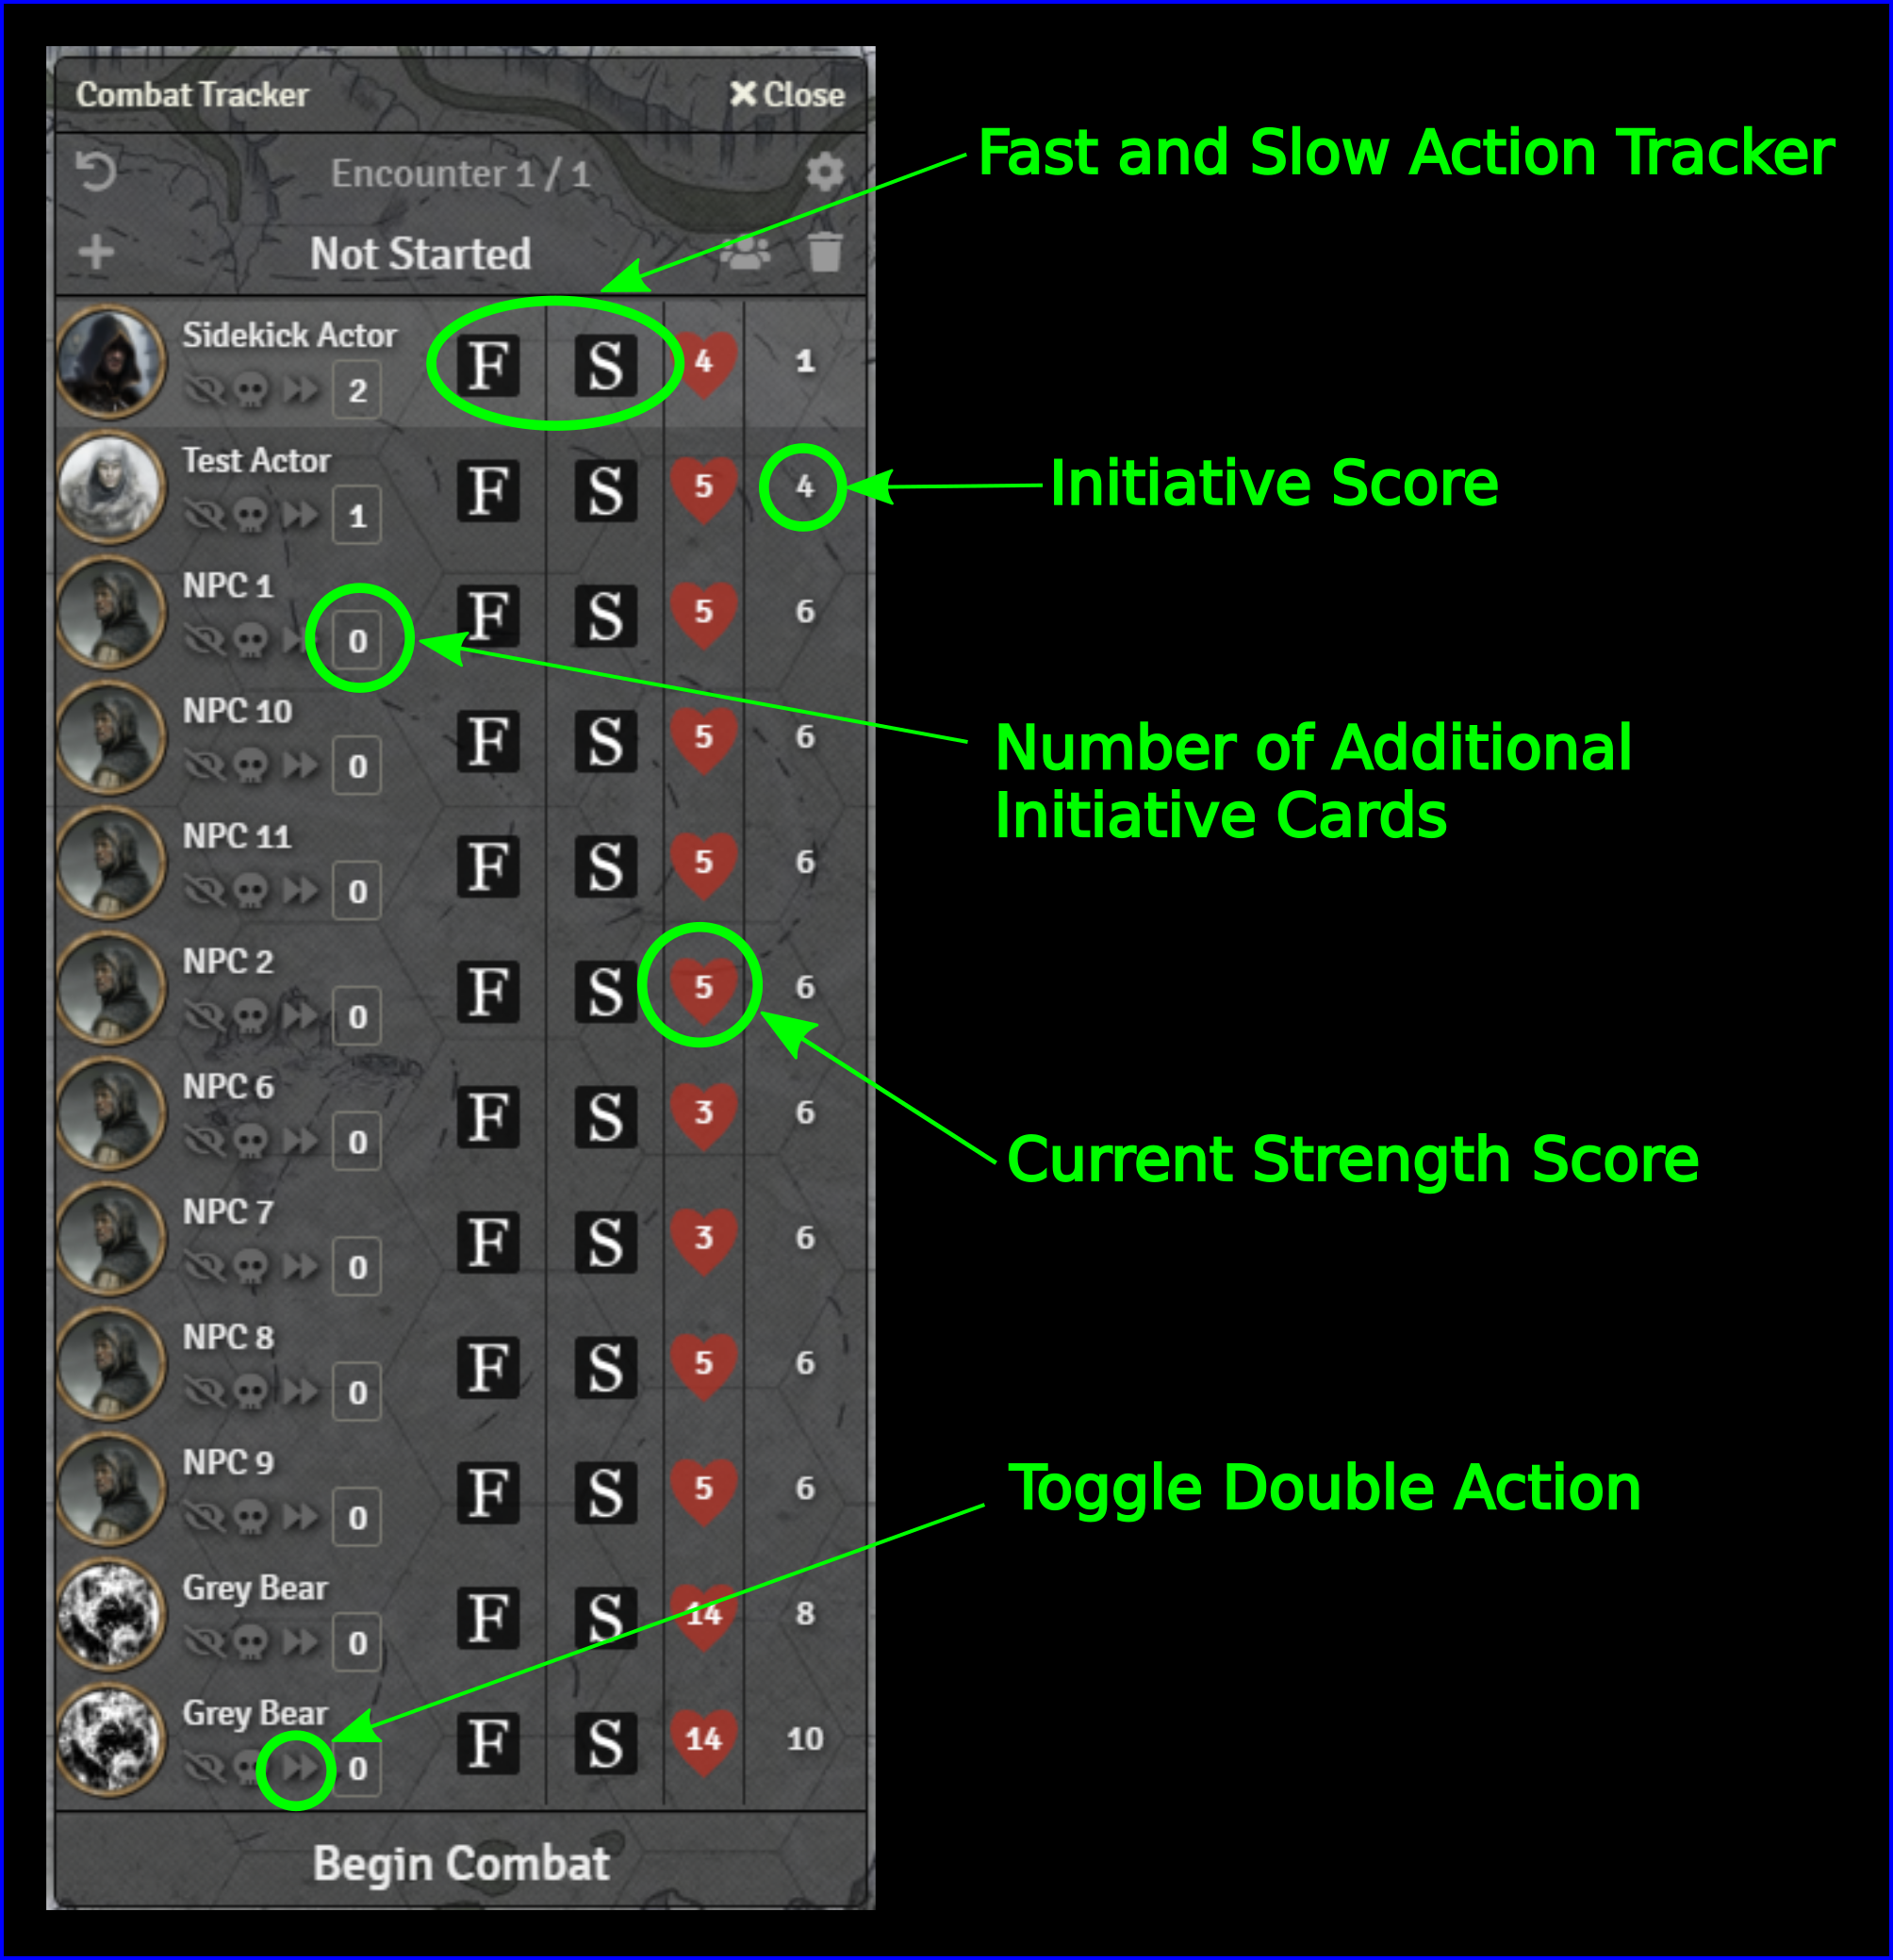 Combat Tracker
Close
Fast and Slow Action Tracker
Encounter 1 / 1
Not Started
Sidekick Actor
2
F
S
4
1
Test Actor
1
F
S
5
4
Initiative Score
NPC 1
0
F
S
5
6
NPC 10
0
F
S
5
6
Number of Additional
Initiative Cards
NPC 11
0
F
S
5
6
NPC 2
0
F
S
5
6
NPC 6
0
F
S
3
6
Current Strength Score
NPC 7
0
F
S
3
6
NPC 8
0
F
S
5
6
NPC 9
0
F
S
5
6
Toggle Double Action
Grey Bear
0
F
S
14
8
Grey Bear
0
F
S
14
10
Begin Combat